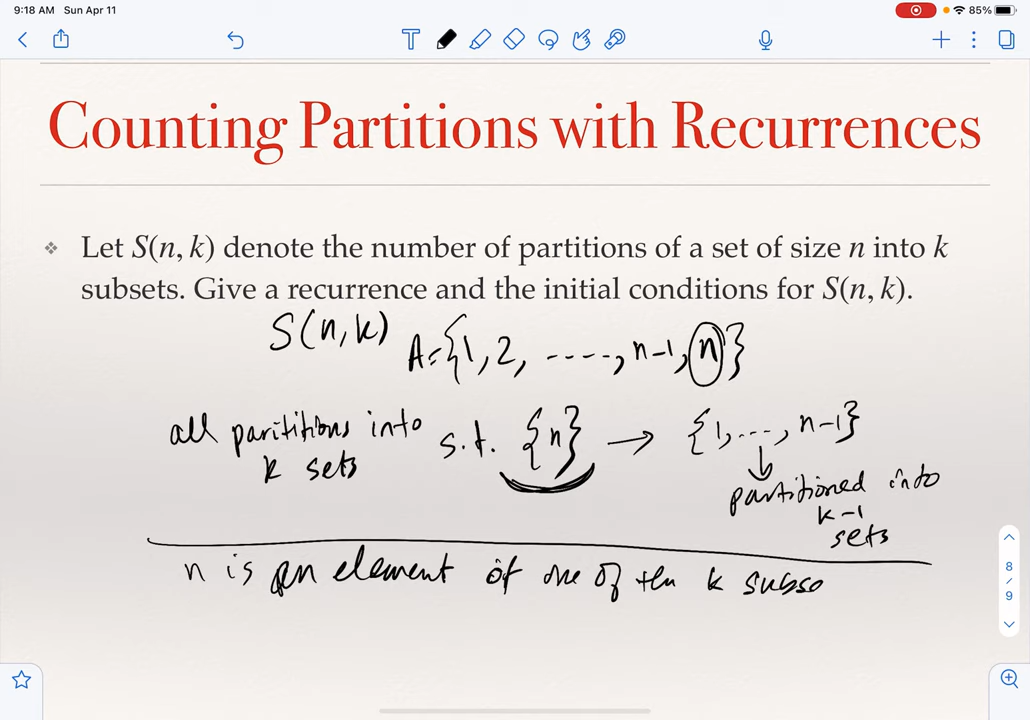 9:18 AM Sun Apr 11
85%
Counting Partitions with Recurrences
❖ Let S(n, k) denote the number of partitions of a set of size n into k
subsets. Give a recurrence and the initial conditions for S(n, k).
S(n, k) A={1, 2, ....., n-1, n}
all parititions into
k sets
s.t. {n} → {1, ..., n-1}
↓
partitioned into
k-1
sets
n is an element of one of the k subse
8
/
9